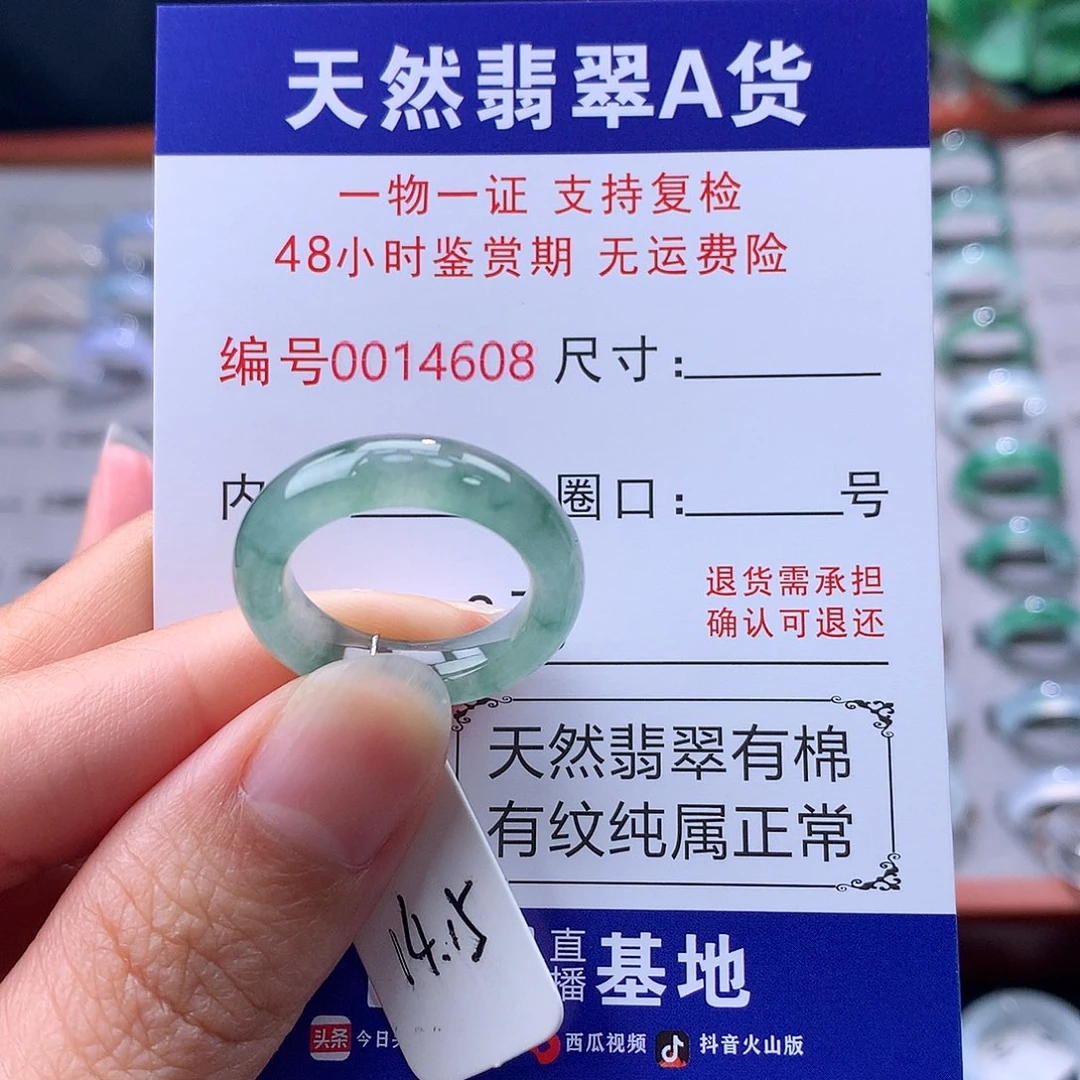 天然翡翠A货
一物一证 支持复检
48小时鉴赏期 无运费险
编号0014608 尺寸:
内 圈口: 号
退货需承担
确认可退还
天然翡翠有棉
有纹纯属正常
14.15
直播 基地
头条 今日 西瓜视频 抖音火山版